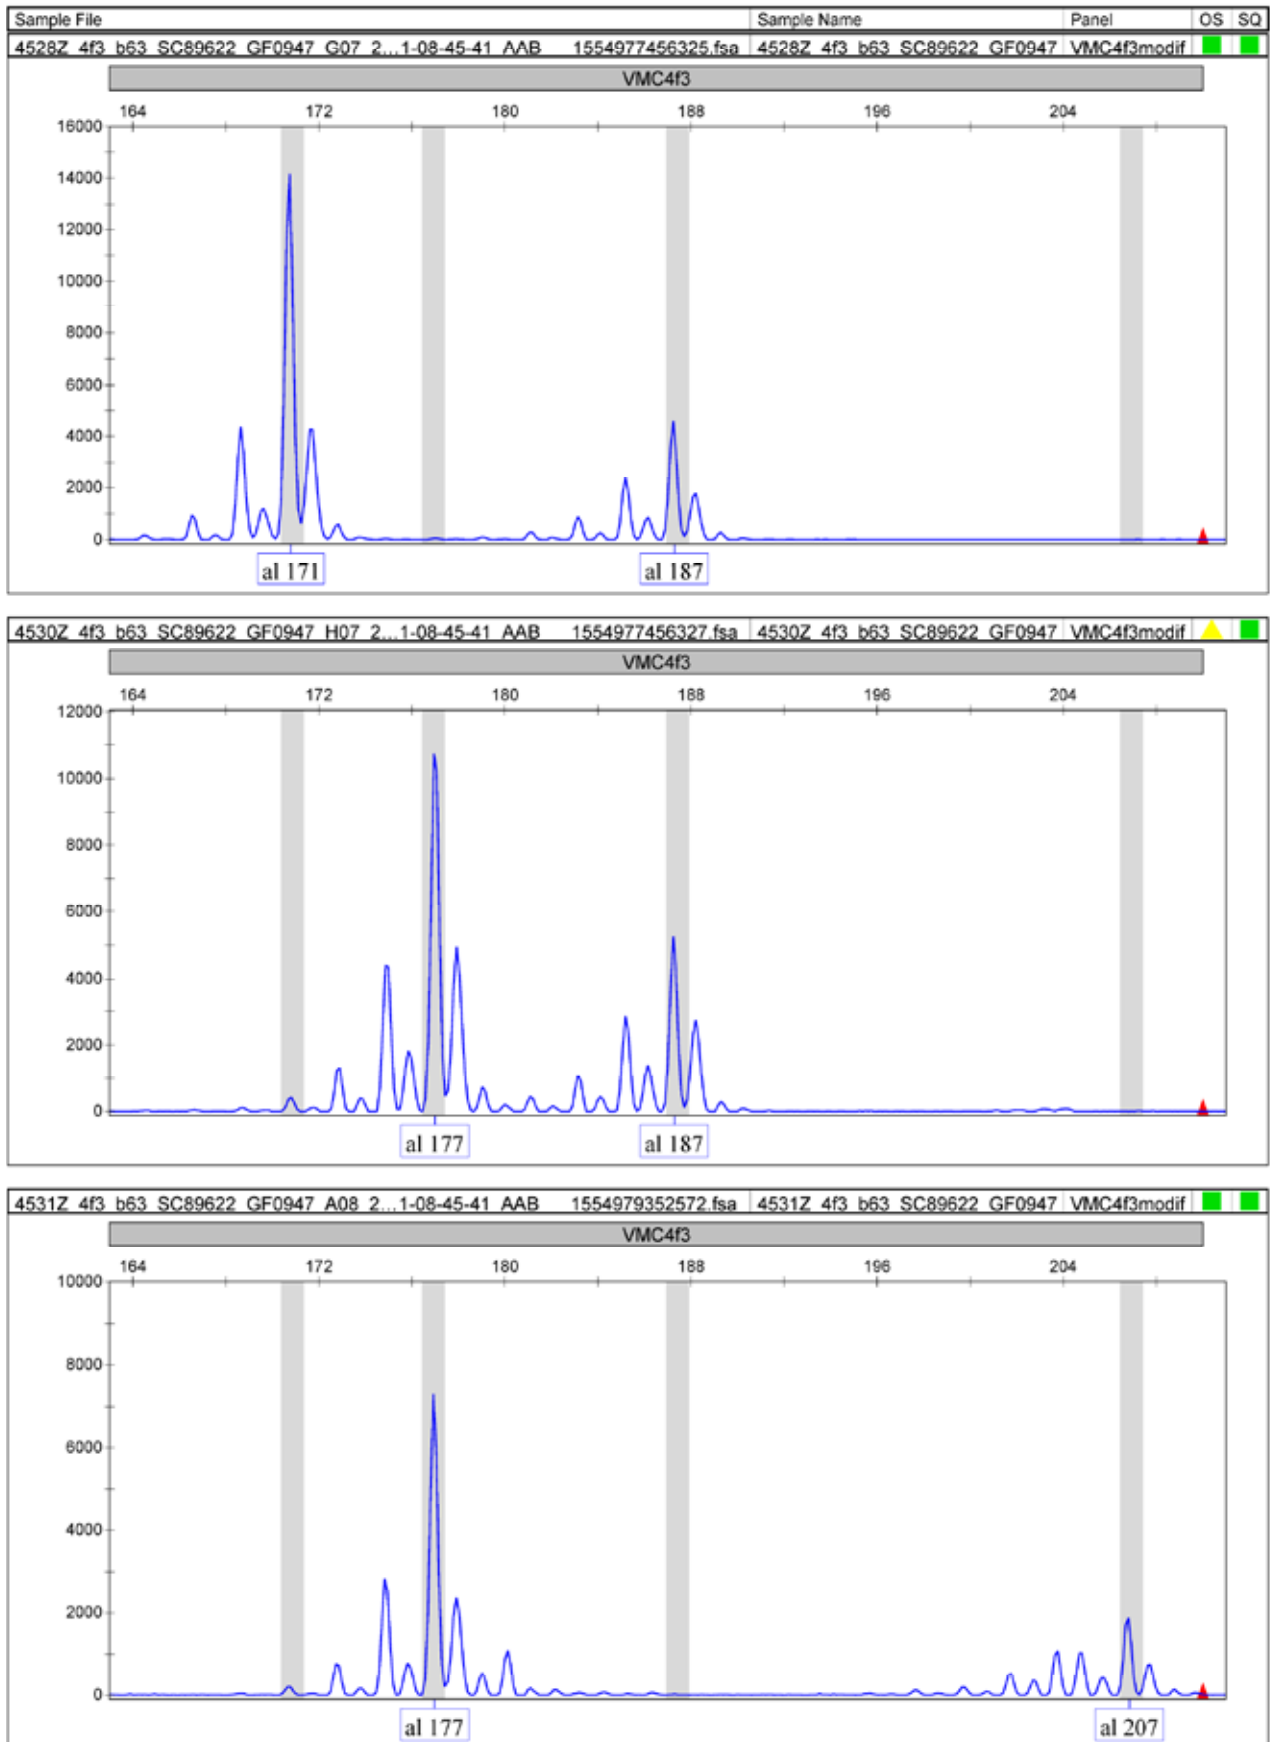 Sample File Sample Name Panel OS SQ
4528Z_4f3_b63_SC89622_GF0947_G07_2...1-08-45-41_AAB 1554977456325.fsa 4528Z_4f3_b63_SC89622_GF0947 VMC4f3modif
VMC4f3
164 172 180 188 196 204
16000
14000
12000
10000
8000
6000
4000
2000
0
al 171 al 187
4530Z_4f3_b63_SC89622_GF0947_H07_2...1-08-45-41_AAB 1554977456327.fsa 4530Z_4f3_b63_SC89622_GF0947 VMC4f3modif
VMC4f3
164 172 180 188 196 204
12000
10000
8000
6000
4000
2000
0
al 177 al 187
4531Z_4f3_b63_SC89622_GF0947_A08_2...1-08-45-41_AAB 1554979352572.fsa 4531Z_4f3_b63_SC89622_GF0947 VMC4f3modif
VMC4f3
164 172 180 188 196 204
10000
8000
6000
4000
2000
0
al 177 al 207